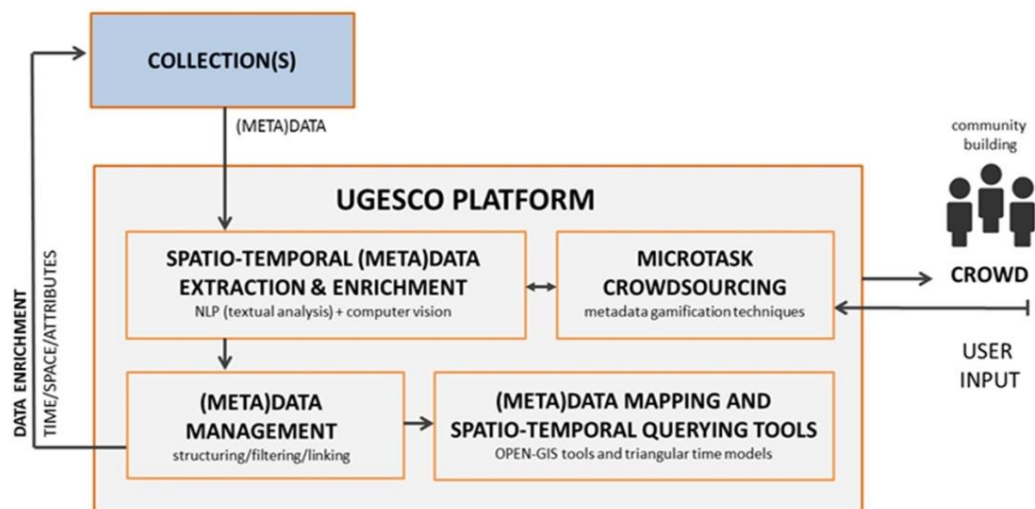 COLLECTION(S)
(META)DATA
community
building
UGESCO PLATFORM
SPATIO-TEMPORAL (META)DATA
EXTRACTION & ENRICHMENT
NLP (textual analysis) + computer vision
MICROTASK
CROWDSOURCING
metadata gamification techniques
CROWD
USER
INPUT
DATA ENRICHMENT
TIME/SPACE/ATTRIBUTES
(META)DATA
MANAGEMENT
structuring/filtering/linking
(META)DATA MAPPING AND
SPATIO-TEMPORAL QUERYING TOOLS
OPEN-GIS tools and triangular time models